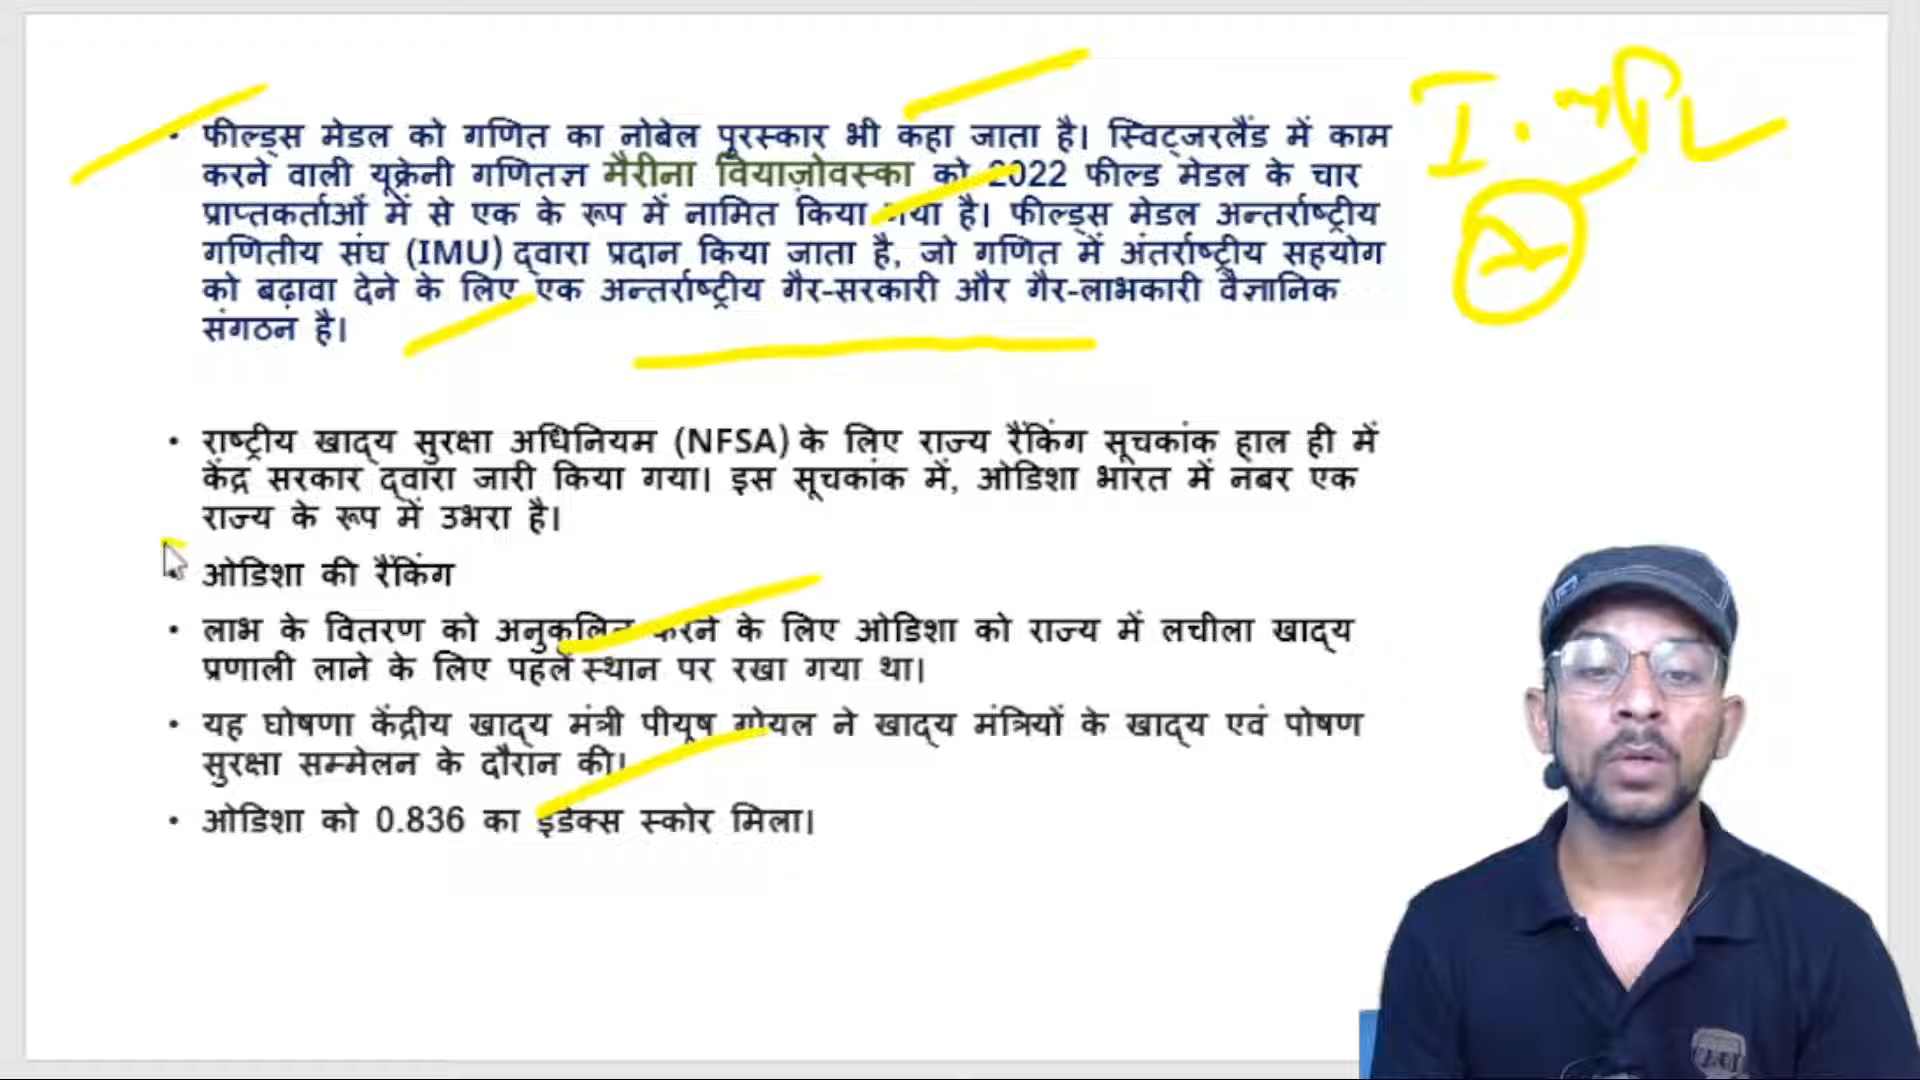 • फील्ड्स मेडल को गणित का नोबेल पुरस्कार भी कहा जाता है। स्विट्जरलैंड में काम
करने वाली यूक्रेनी गणितज्ञ मैरीना वियाज़ोवस्का को 2022 फील्ड मेडल के चार
प्राप्तकर्ताओं में से एक के रूप में नामित किया गया है। फील्ड्स मेडल अन्तर्राष्ट्रीय
गणितीय संघ (IMU) द्वारा प्रदान किया जाता है, जो गणित में अंतर्राष्ट्रीय सहयोग
को बढ़ावा देने के लिए एक अन्तर्राष्ट्रीय गैर-सरकारी और गैर-लाभकारी वैज्ञानिक
संगठन है।
• राष्ट्रीय खाद्य सुरक्षा अधिनियम (NFSA) के लिए राज्य रैंकिंग सूचकांक हाल ही में
केंद्र सरकार द्वारा जारी किया गया। इस सूचकांक में, ओडिशा भारत में नंबर एक
राज्य के रूप में उभरा है।
• ओडिशा की रैंकिंग
• लाभ के वितरण को अनुकूलित करने के लिए ओडिशा को राज्य में लचीला खाद्य
प्रणाली लाने के लिए पहले स्थान पर रखा गया था।
• यह घोषणा केंद्रीय खाद्य मंत्री पीयूष गोयल ने खाद्य मंत्रियों के खाद्य एवं पोषण
सुरक्षा सम्मेलन के दौरान की।
• ओडिशा को 0.836 का इंडेक्स स्कोर मिला।